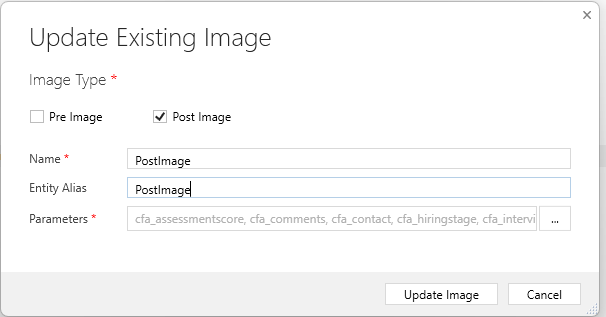 Update Existing Image
Image Type *
Pre Image
Post Image
Name *
PostImage
Entity Alias
PostImage
Parameters *
cfa_assessmentscore, cfa_comments, cfa_contact, cfa_hiringstage, cfa_intervi
...
Update Image
Cancel